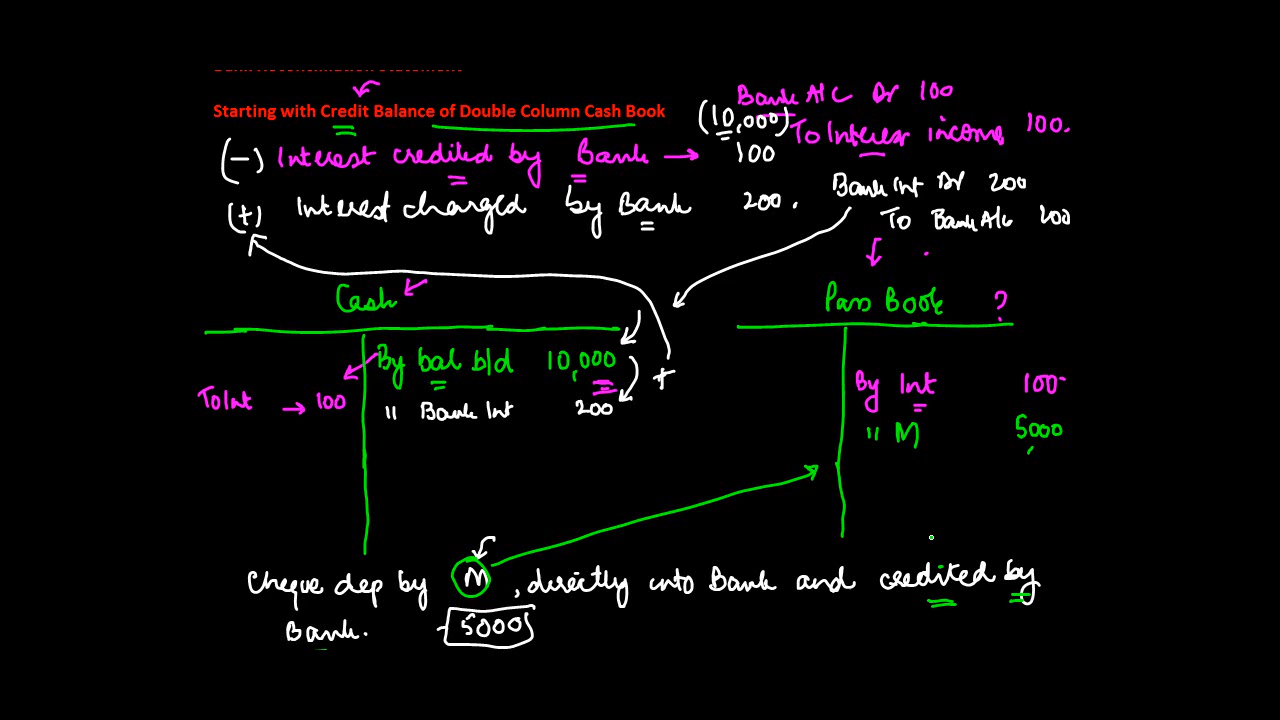 Starting with Credit Balance of Double Column Cash Book
Bank A/C Dr 100
(10,000)
To Interest income 100.
(-) Interest credited by Bank → 100
(+) Interest charged by Bank 200.
Bank Int Dr 200
To Bank A/c 200
Cash
Pass Book ?
By bal b/d 10,000
To Int → 100
" Bank Int 200
+
By Int 100
" M 5000
Cheque dep by M, directly into Bank and credited by
Bank. 5000